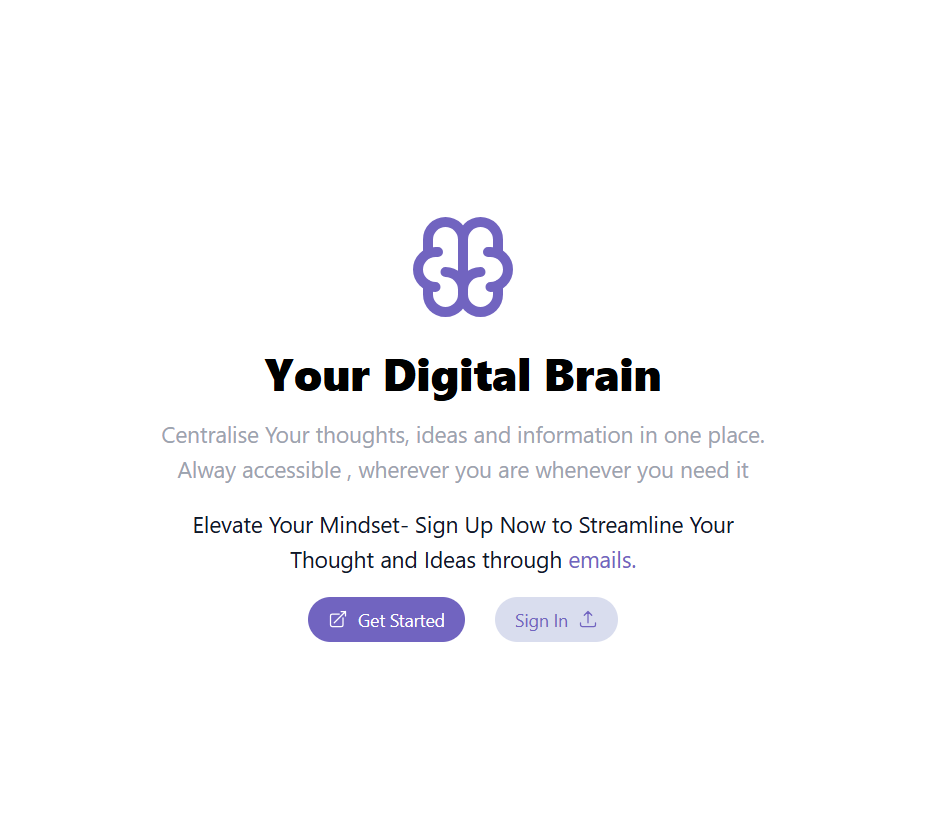 Your Digital Brain
Centralise Your thoughts, ideas and information in one place.
Alway accessible , wherever you are whenever you need it
Elevate Your Mindset- Sign Up Now to Streamline Your
Thought and Ideas through emails.
Get Started
Sign In